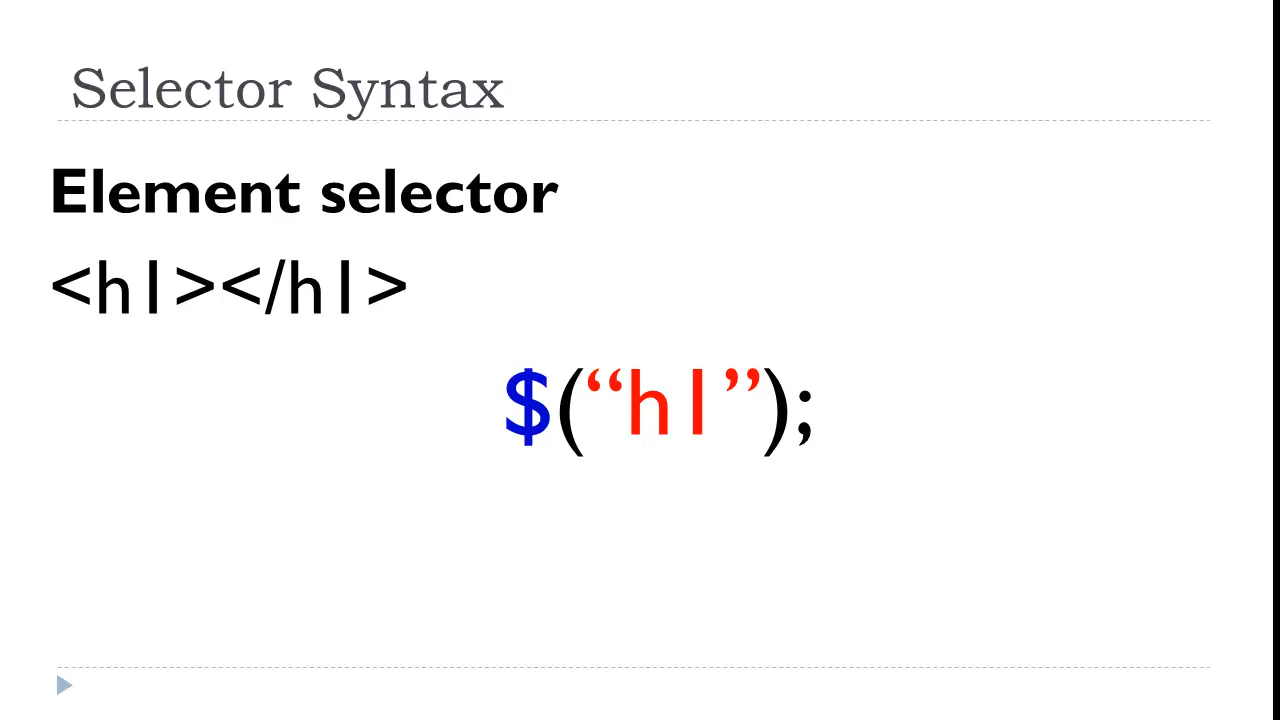 Selector Syntax
Element selector
<h1></h1>
$(“h1”);